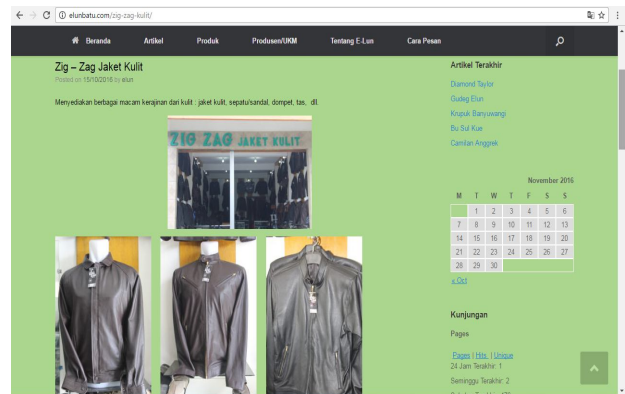 elunbatu.com/zig-zag-kulit/
Beranda Artikel Produk Produsen/UKM Tentang E-Lun Cara Pesan
Zig – Zag Jaket Kulit
Posted on 15/10/2016 by elun
Menyediakan berbagai macam kerajinan dari kulit : jaket kulit, sepatu/sandal, dompet, tas, dll.
ZIG ZAG JAKET KULIT
Artikel Terakhir
Diamond Taylor
Gudeg Elun
Krupuk Banyuwangi
Bu Sul Kue
Camilan Anggrek
November 2016
M T W T F S S
1 2 3 4 5 6
7 8 9 10 11 12 13
14 15 16 17 18 19 20
21 22 23 24 25 26 27
28 29 30
« Oct
Kunjungan
Pages
Pages | Hits | Unique
24 Jam Terakhir: 1
Seminggu Terakhir: 2